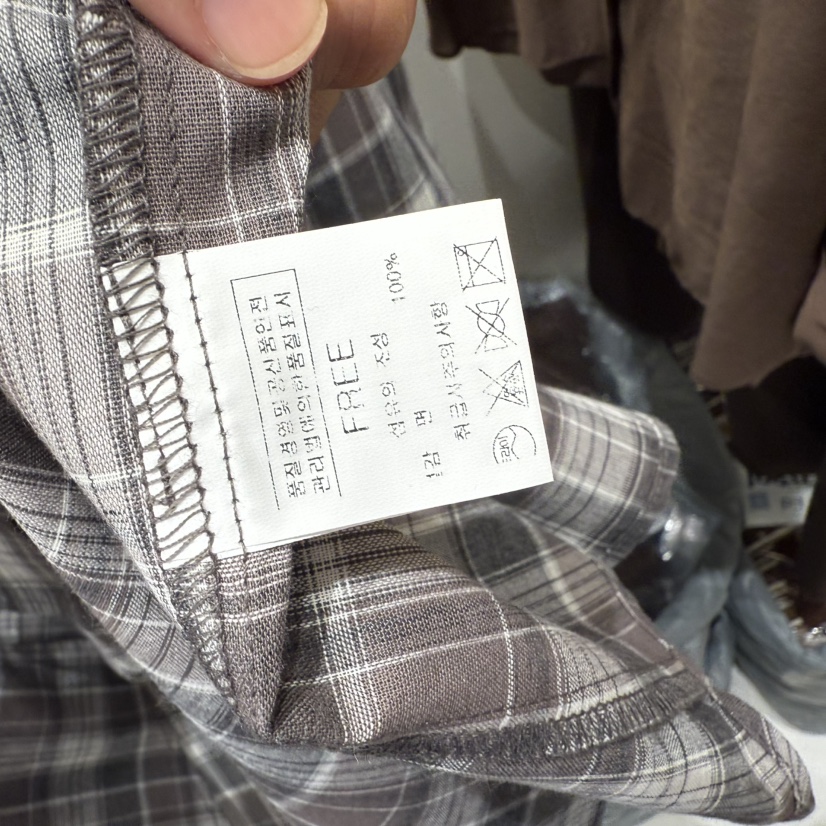 품질경영및 공산품안전
관리법에의한품질표시
FREE
섬유의 조성
겉감 면 100%
취급시주의사항